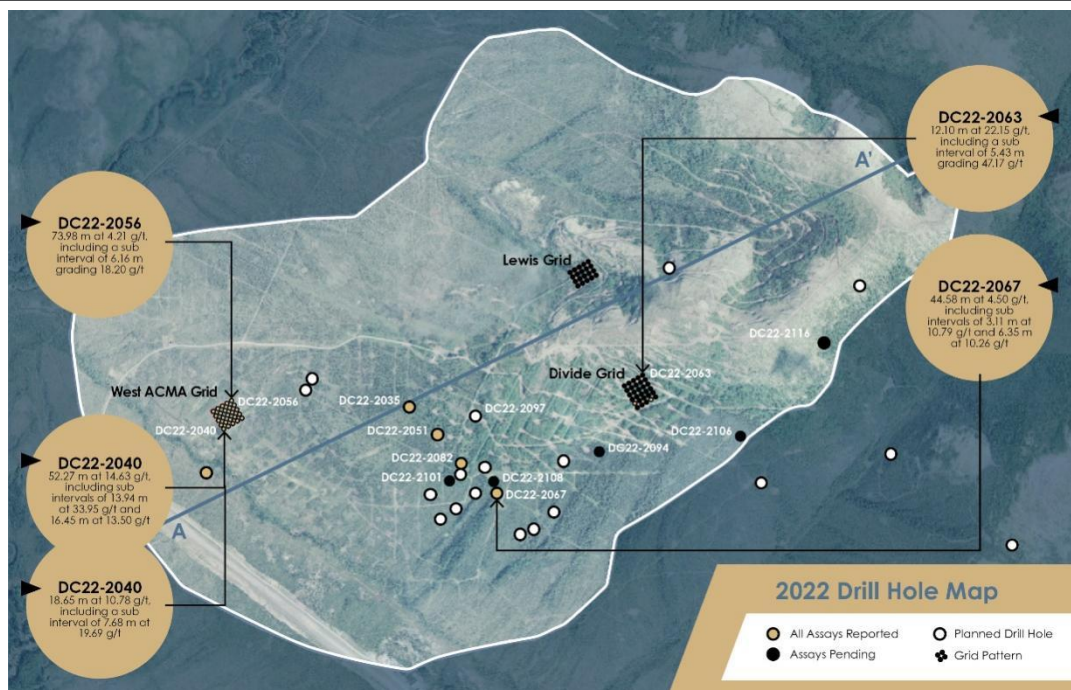 DC22-2063
12.10 m at 22.15 g/t,
including a sub
interval of 5.43 m
grading 47.17 g/t
A'
DC22-2056
73.98 m at 4.21 g/t,
including a sub
interval of 6.16 m
grading 18.20 g/t
Lewis Grid
DC22-2067
44.58 m at 4.50 g/t,
including sub
intervals of 3.11 m at
10.79 g/t and 6.35 m
at 10.26 g/t
DC22-2116
Divide Grid
DC22-2063
West ACMA Grid
DC22-2056
DC22-2035
DC22-2097
DC22-2040
DC22-2051
DC22-2106
DC22-2094
DC22-2082
DC22-2101
DC22-2108
DC22-2067
DC22-2040
52.27 m at 14.63 g/t,
including sub
intervals of 13.94 m
at 33.95 g/t and
16.45 m at 13.50 g/t
A
DC22-2040
18.65 m at 10.78 g/t,
including a sub
interval of 7.68 m at
19.69 g/t
2022 Drill Hole Map
All Assays Reported
Planned Drill Hole
Assays Pending
Grid Pattern